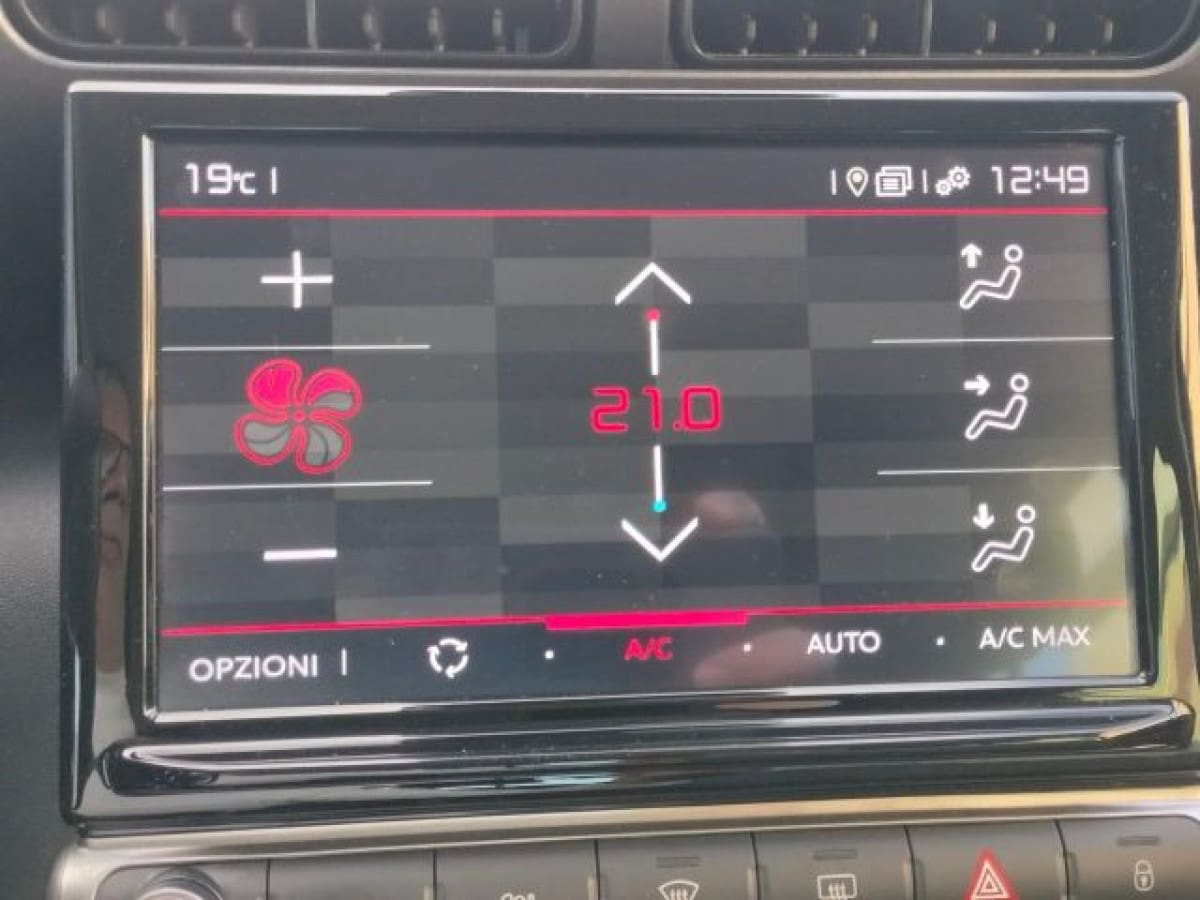 19°C
12:49
21.0
OPZIONI
A/C
AUTO
A/C MAX